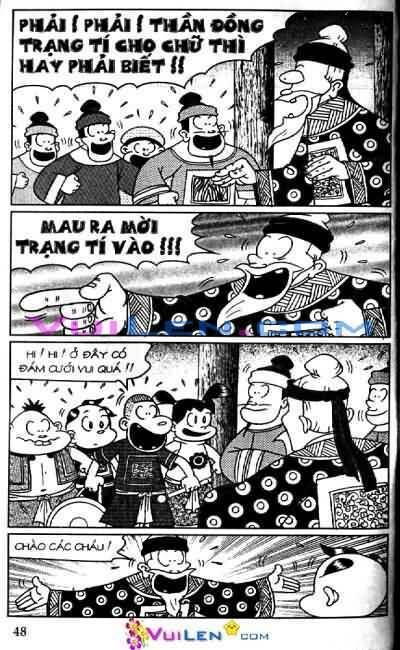 PHẢI! PHẢI! THẦN ĐỒNG
TRẠNG TÍ CHO CHỮ THÌ
HAY PHẢI BIẾT!!
MAU RA MỜI
TRẠNG TÍ VÀO!!!
VUILEN.COM
HI! HI! Ở ĐÂY CÓ
ĐÁM CƯỚI VUI QUÁ!!
CHÀO CÁC CHÁU!
48
VUILEN.COM